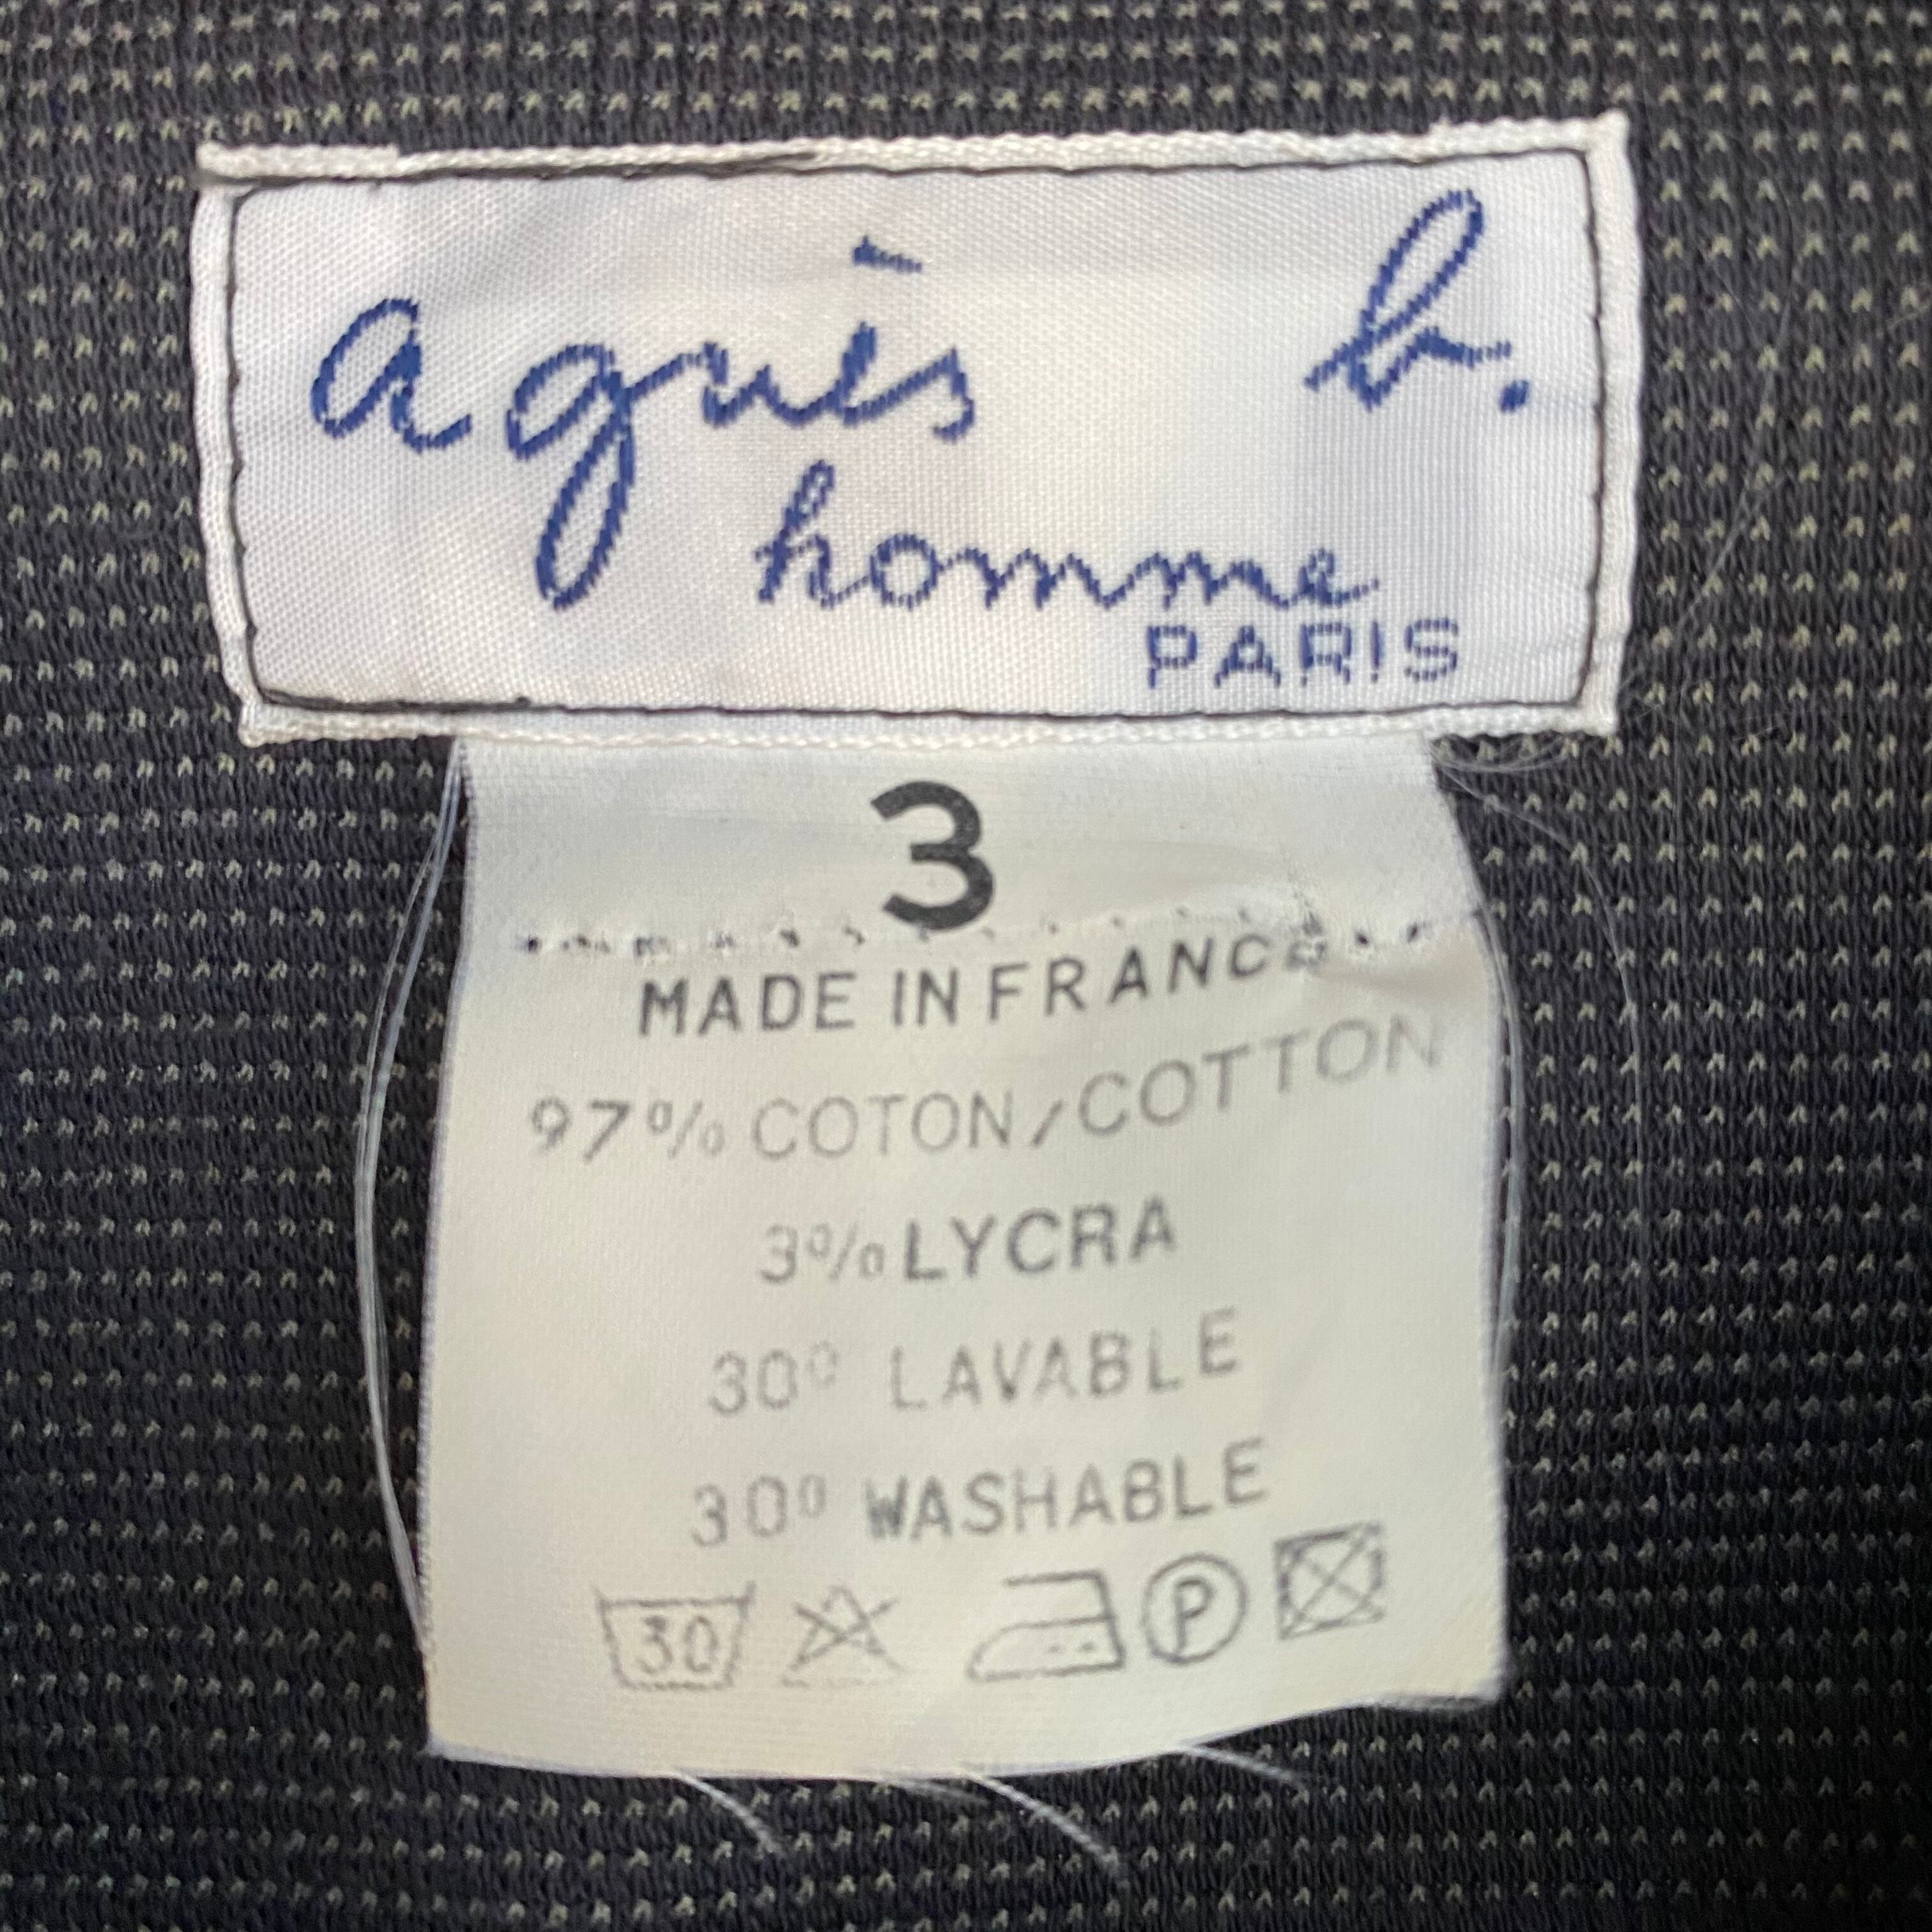 agnès b.
homme
PARIS
3
MADE IN FRANCE
97% COTON/COTTON
3% LYCRA
30° LAVABLE
30° WASHABLE
30 P